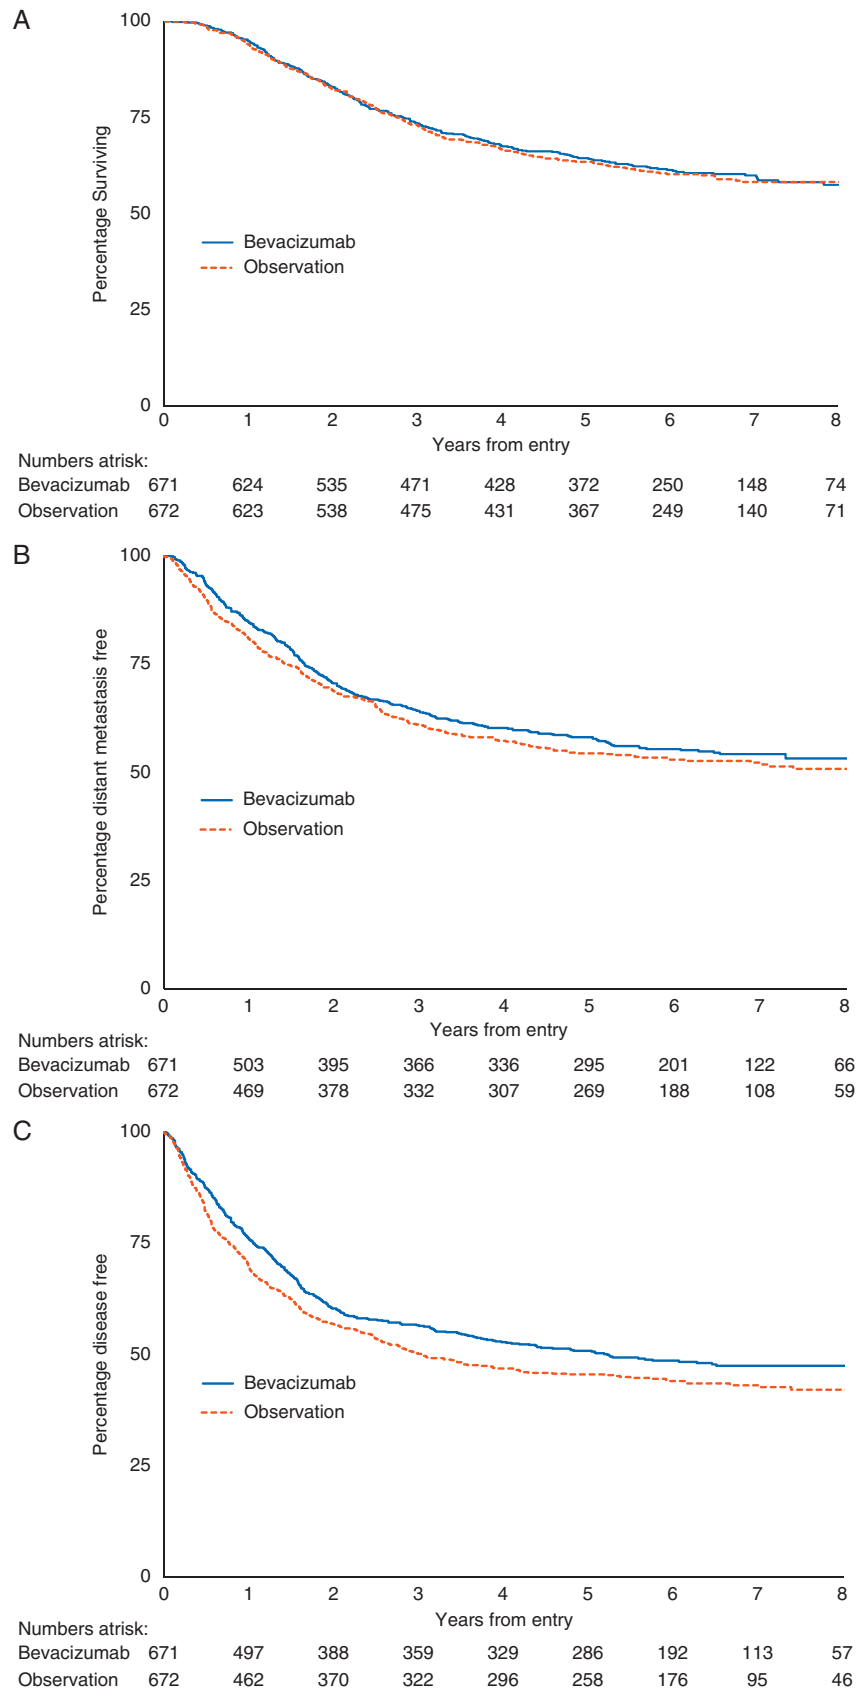 A
100
75
50
25
0
Percentage Surviving
Bevacizumab
Observation
0 1 2 3 4 5 6 7 8
Years from entry
Numbers atrisk:
Bevacizumab 671 624 535 471 428 372 250 148 74
Observation 672 623 538 475 431 367 249 140 71
B
100
75
50
25
0
Percentage distant metastasis free
Bevacizumab
Observation
0 1 2 3 4 5 6 7 8
Years from entry
Numbers atrisk:
Bevacizumab 671 503 395 366 336 295 201 122 66
Observation 672 469 378 332 307 269 188 108 59
C
100
75
50
25
0
Percentage disease free
Bevacizumab
Observation
0 1 2 3 4 5 6 7 8
Years from entry
Numbers atrisk:
Bevacizumab 671 497 388 359 329 286 192 113 57
Observation 672 462 370 322 296 258 176 95 46